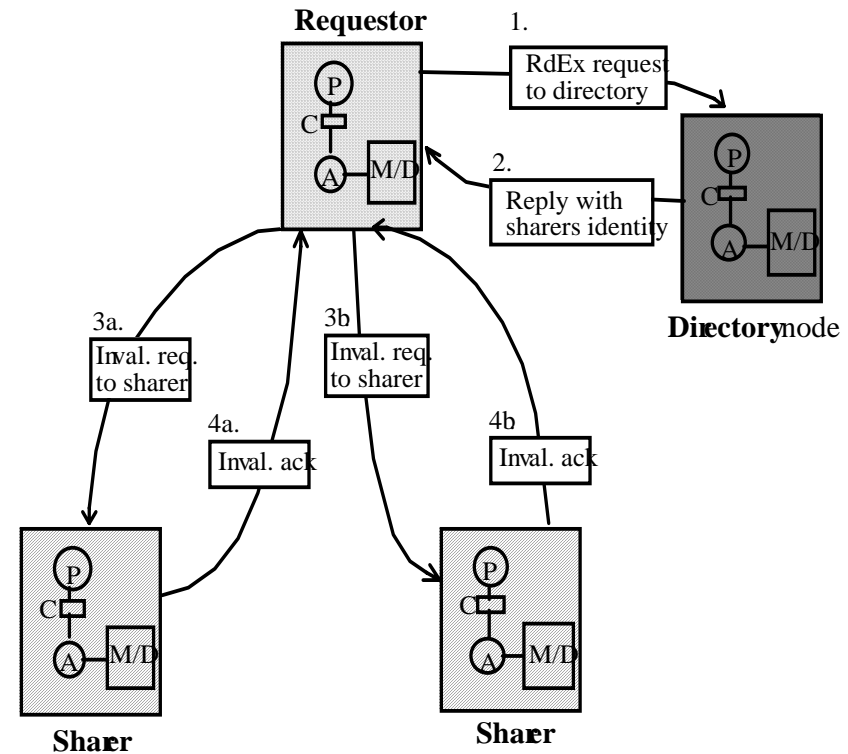 Requestor
1.
RdEx request
to directory
P
C
A
M/D
2.
Reply with
sharers identity
P
C
A
M/D
Directory node
3a.
Inval. req.
to sharer
3b.
Inval. req.
to sharer
4a.
Inval. ack
4b.
Inval. ack
P
C
A
M/D
Sharer
P
C
A
M/D
Sharer